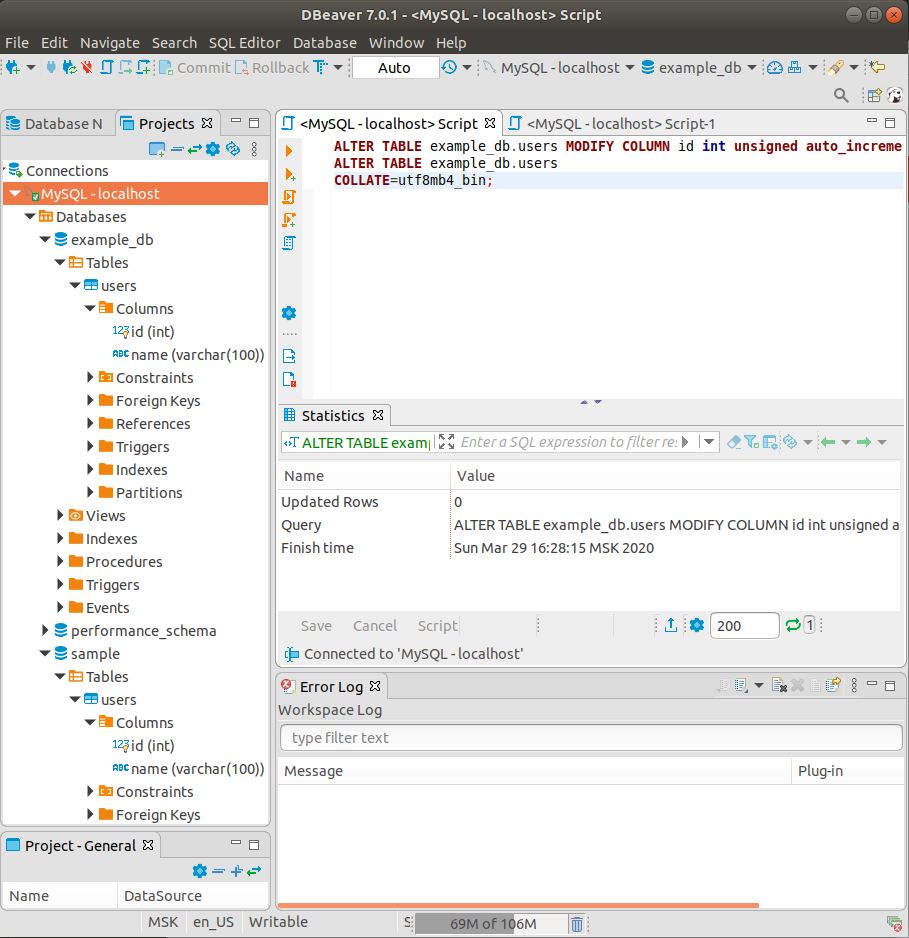 DBeaver 7.0.1 - <MySQL - localhost> Script
File Edit Navigate Search SQL Editor Database Window Help
Commit Rollback Auto MySQL - localhost example_db
Database N Projects
Connections
MySQL - localhost
Databases
example_db
Tables
users
Columns
id (int)
name (varchar(100))
Constraints
Foreign Keys
References
Triggers
Indexes
Partitions
Views
Indexes
Procedures
Triggers
Events
performance_schema
sample
Tables
users
Columns
id (int)
name (varchar(100))
Constraints
Foreign Keys
Project - General
Name DataSource
<MySQL - localhost> Script <MySQL - localhost> Script-1
ALTER TABLE example_db.users MODIFY COLUMN id int unsigned auto_increme
ALTER TABLE example_db.users
COLLATE=utf8mb4_bin;
Statistics
ALTER TABLE exam Enter a SQL expression to filter re
Name Value
Updated Rows 0
Query ALTER TABLE example_db.users MODIFY COLUMN id int unsigned a
Finish time Sun Mar 29 16:28:15 MSK 2020
Save Cancel Script 200 1
Connected to 'MySQL - localhost'
Error Log
Workspace Log
type filter text
Message Plug-in
MSK en_US Writable S 69M of 106M